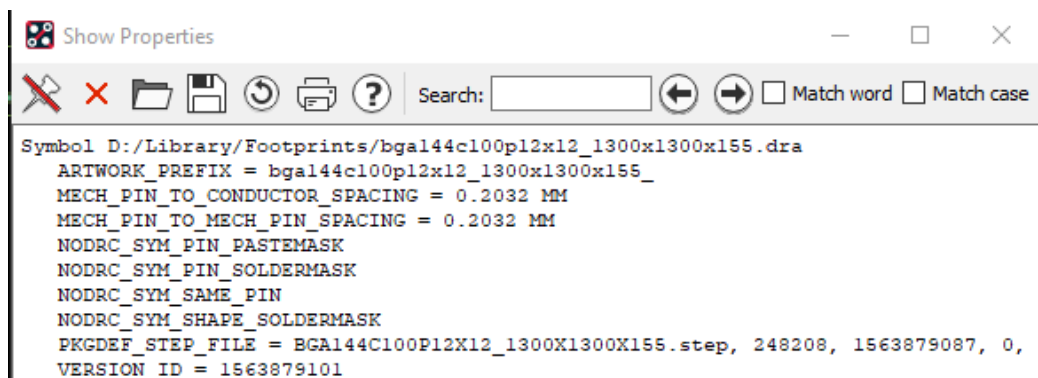 Show Properties
Search: Match word Match case
Symbol D:/Library/Footprints/bga144c100p12x12_1300x1300x155.dra
ARTWORK_PREFIX = bga144c100p12x12_1300x1300x155_
MECH_PIN_TO_CONDUCTOR_SPACING = 0.2032 MM
MECH_PIN_TO_MECH_PIN_SPACING = 0.2032 MM
NODRC_SYM_PIN_PASTEMASK
NODRC_SYM_PIN_SOLDERMASK
NODRC_SYM_SAME_PIN
NODRC_SYM_SHAPE_SOLDERMASK
PKGDEF_STEP_FILE = BGA144C100P12X12_1300X1300X155.step, 248208, 1563879087, 0,
VERSION_ID = 1563879101